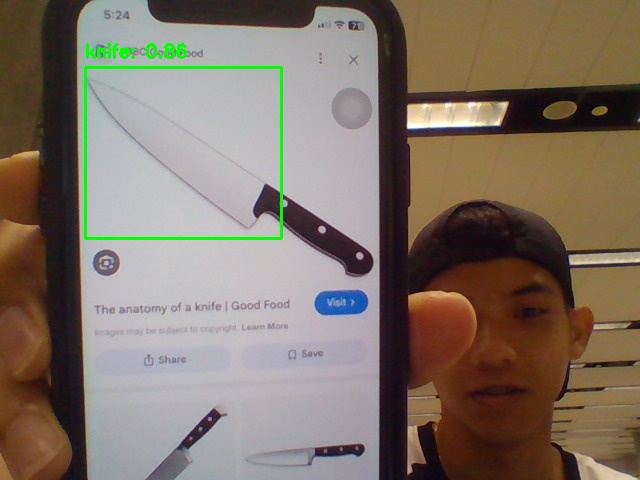 5:24
knife: 0.86
The anatomy of a knife | Good Food
Visit >
Images may be subject to copyright. Learn More
Share
Save